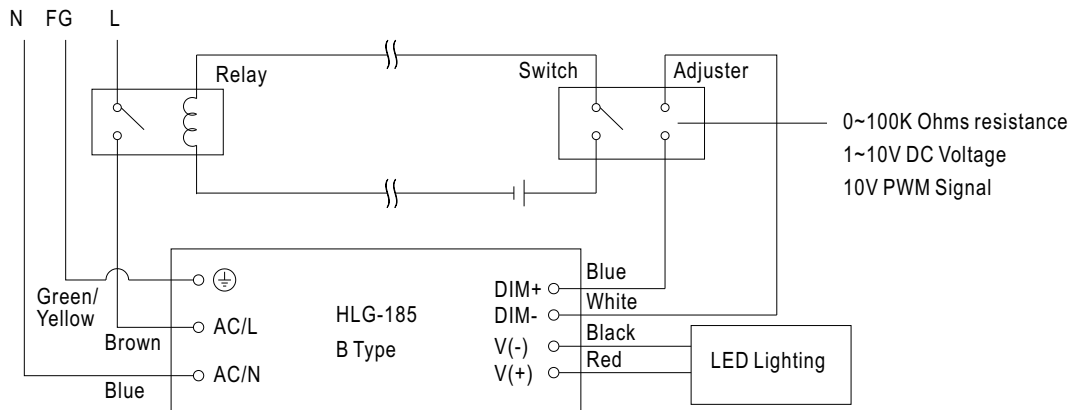 N FG L
Relay
Switch
Adjuster
0~100K Ohms resistance
1~10V DC Voltage
10V PWM Signal
Green/
Yellow
Brown
Blue
AC/L
AC/N
HLG-185
B Type
DIM+
DIM-
V(-)
V(+)
Blue
White
Black
Red
LED Lighting